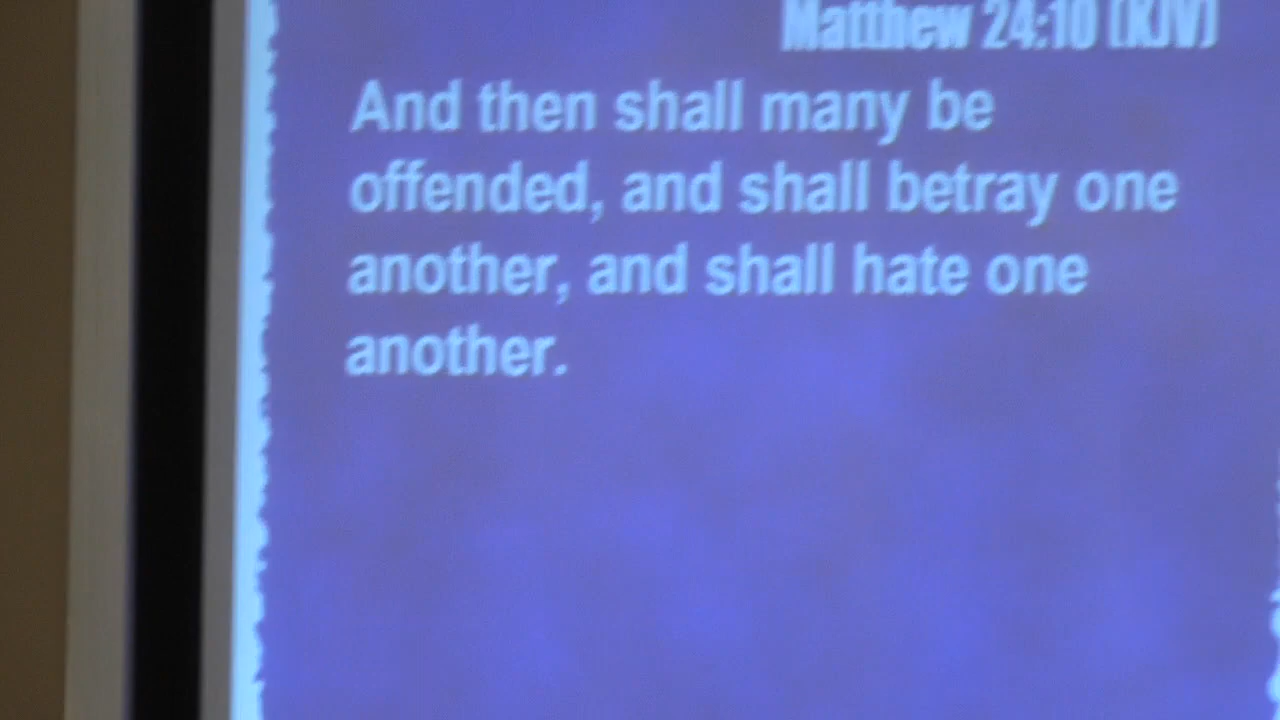 Matthew 24:10 (KJV)
And then shall many be
offended, and shall betray one
another, and shall hate one
another.